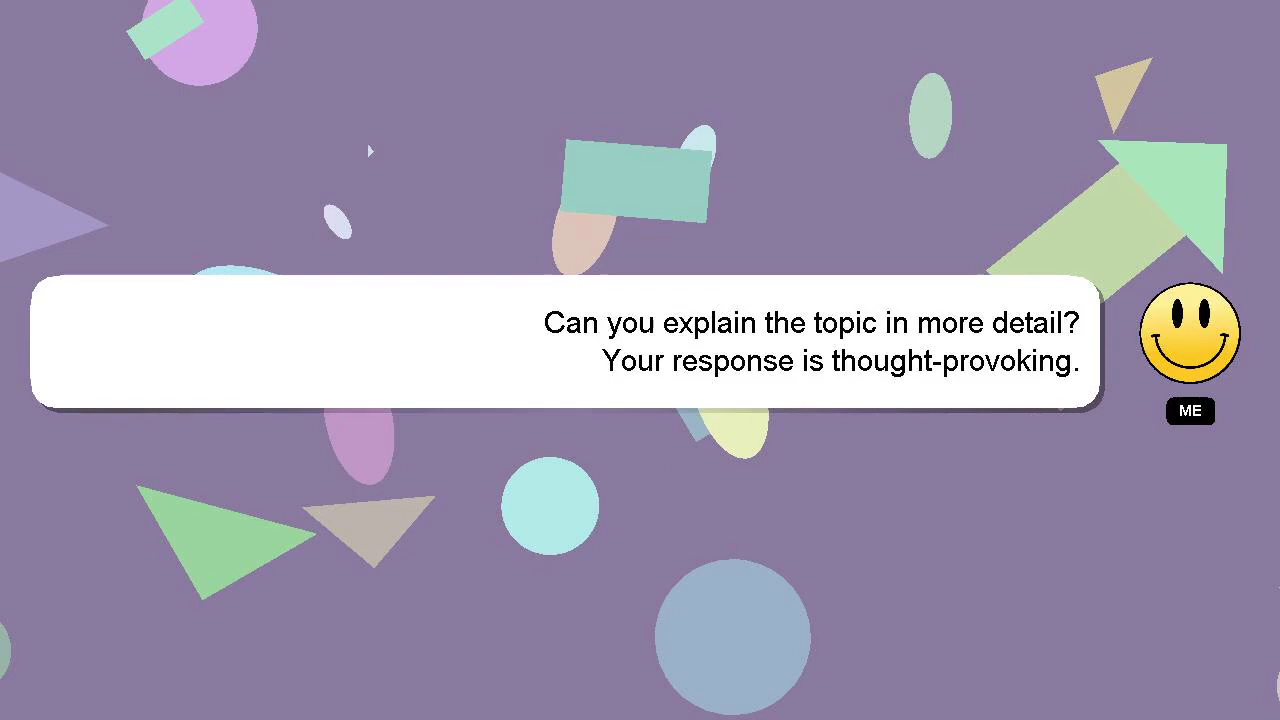 Can you explain the topic in more detail?
Your response is thought-provoking.
ME